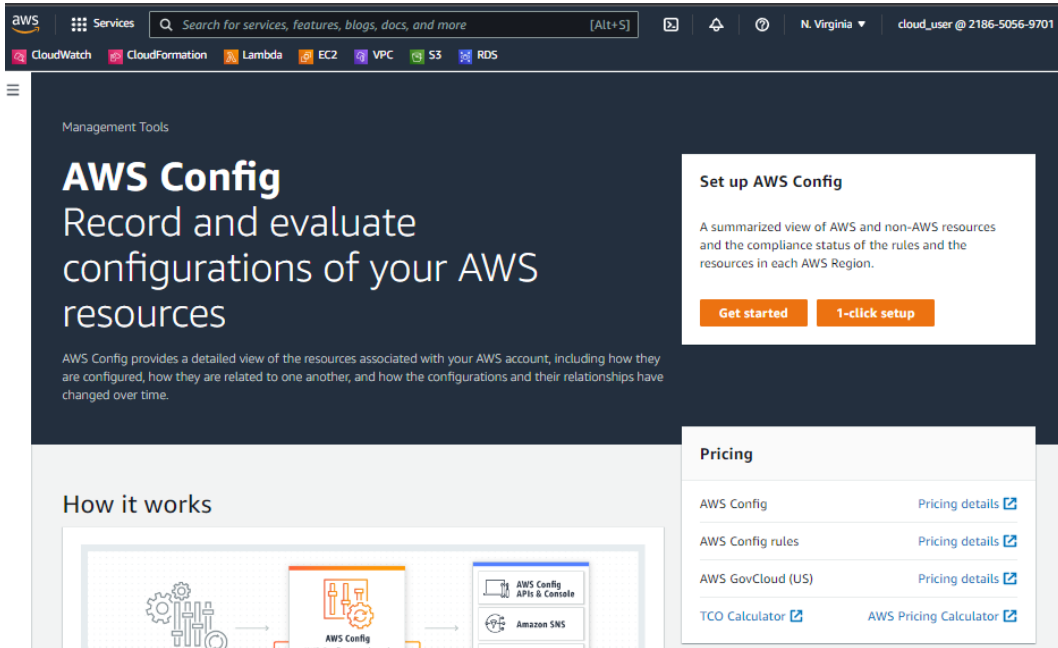 aws
Services
Search for services, features, blogs, docs, and more
[Alt+S]
N. Virginia ▼
cloud_user @ 2186-5056-9701
CloudWatch
CloudFormation
Lambda
EC2
VPC
S3
RDS
Management Tools
AWS Config
Record and evaluate
configurations of your AWS
resources
AWS Config provides a detailed view of the resources associated with your AWS account, including how they
are configured, how they are related to one another, and how the configurations and their relationships have
changed over time.
Set up AWS Config
A summarized view of AWS and non-AWS resources
and the compliance status of the rules and the
resources in each AWS Region.
Get started
1-click setup
Pricing
AWS Config
Pricing details
AWS Config rules
Pricing details
AWS GovCloud (US)
Pricing details
TCO Calculator
AWS Pricing Calculator
How it works
AWS Config
AWS Config
APIs & Console
Amazon SNS